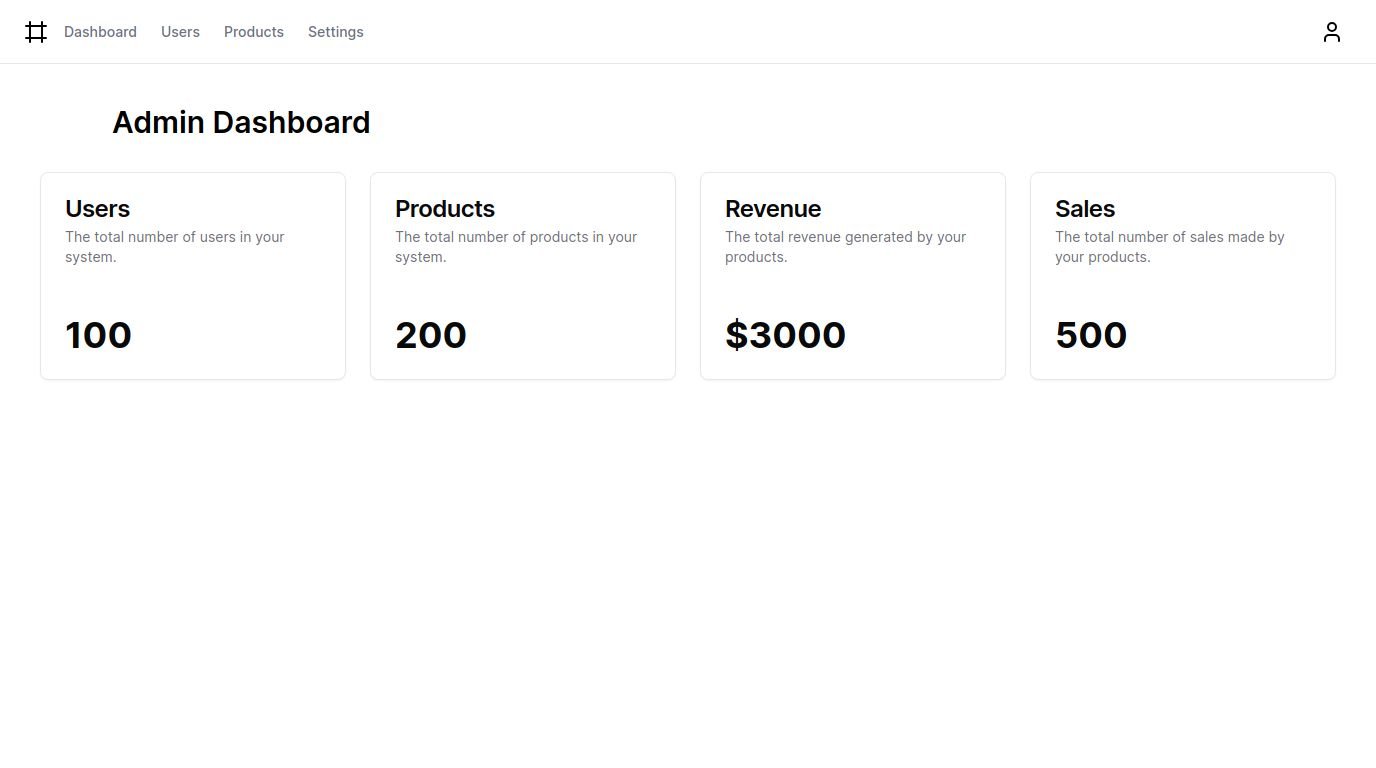 Dashboard Users Products Settings
Admin Dashboard
Users
The total number of users in your
system.
100
Products
The total number of products in your
system.
200
Revenue
The total revenue generated by your
products.
$3000
Sales
The total number of sales made by
your products.
500